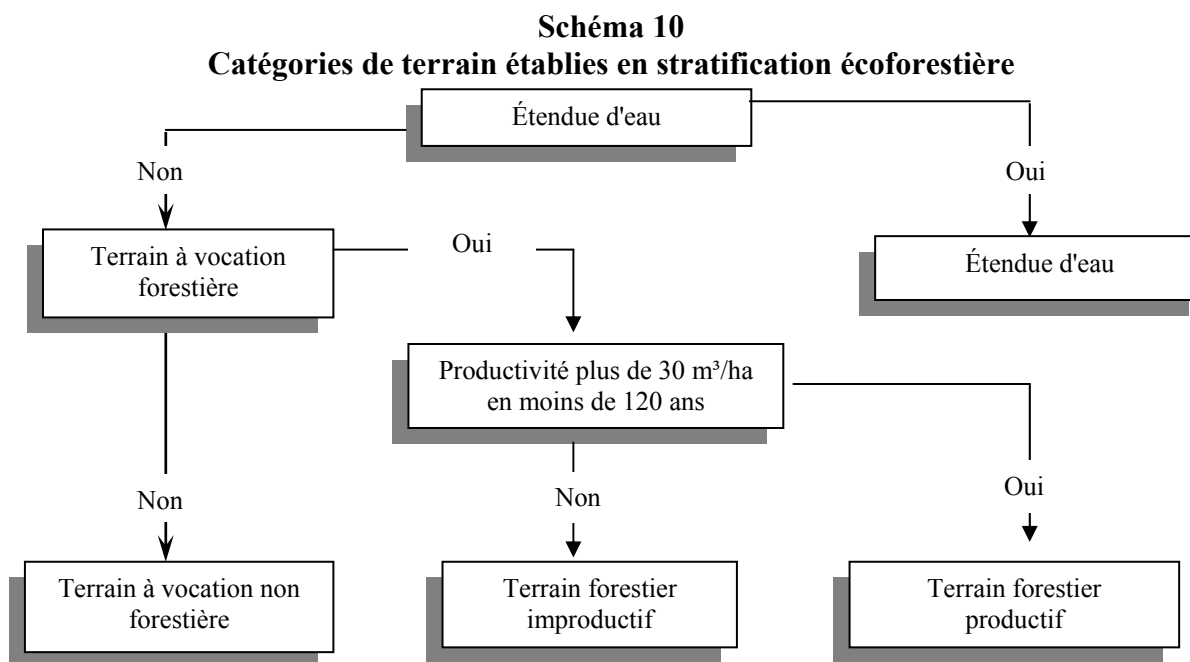 Schéma 10
Catégories de terrain établies en stratification écoforestière
Étendue d'eau
Non
Oui
Terrain à vocation
forestière
Oui
Étendue d'eau
Productivité plus de 30 m³/ha
en moins de 120 ans
Non
Non
Oui
Terrain à vocation non
forestière
Terrain forestier
improductif
Terrain forestier
productif